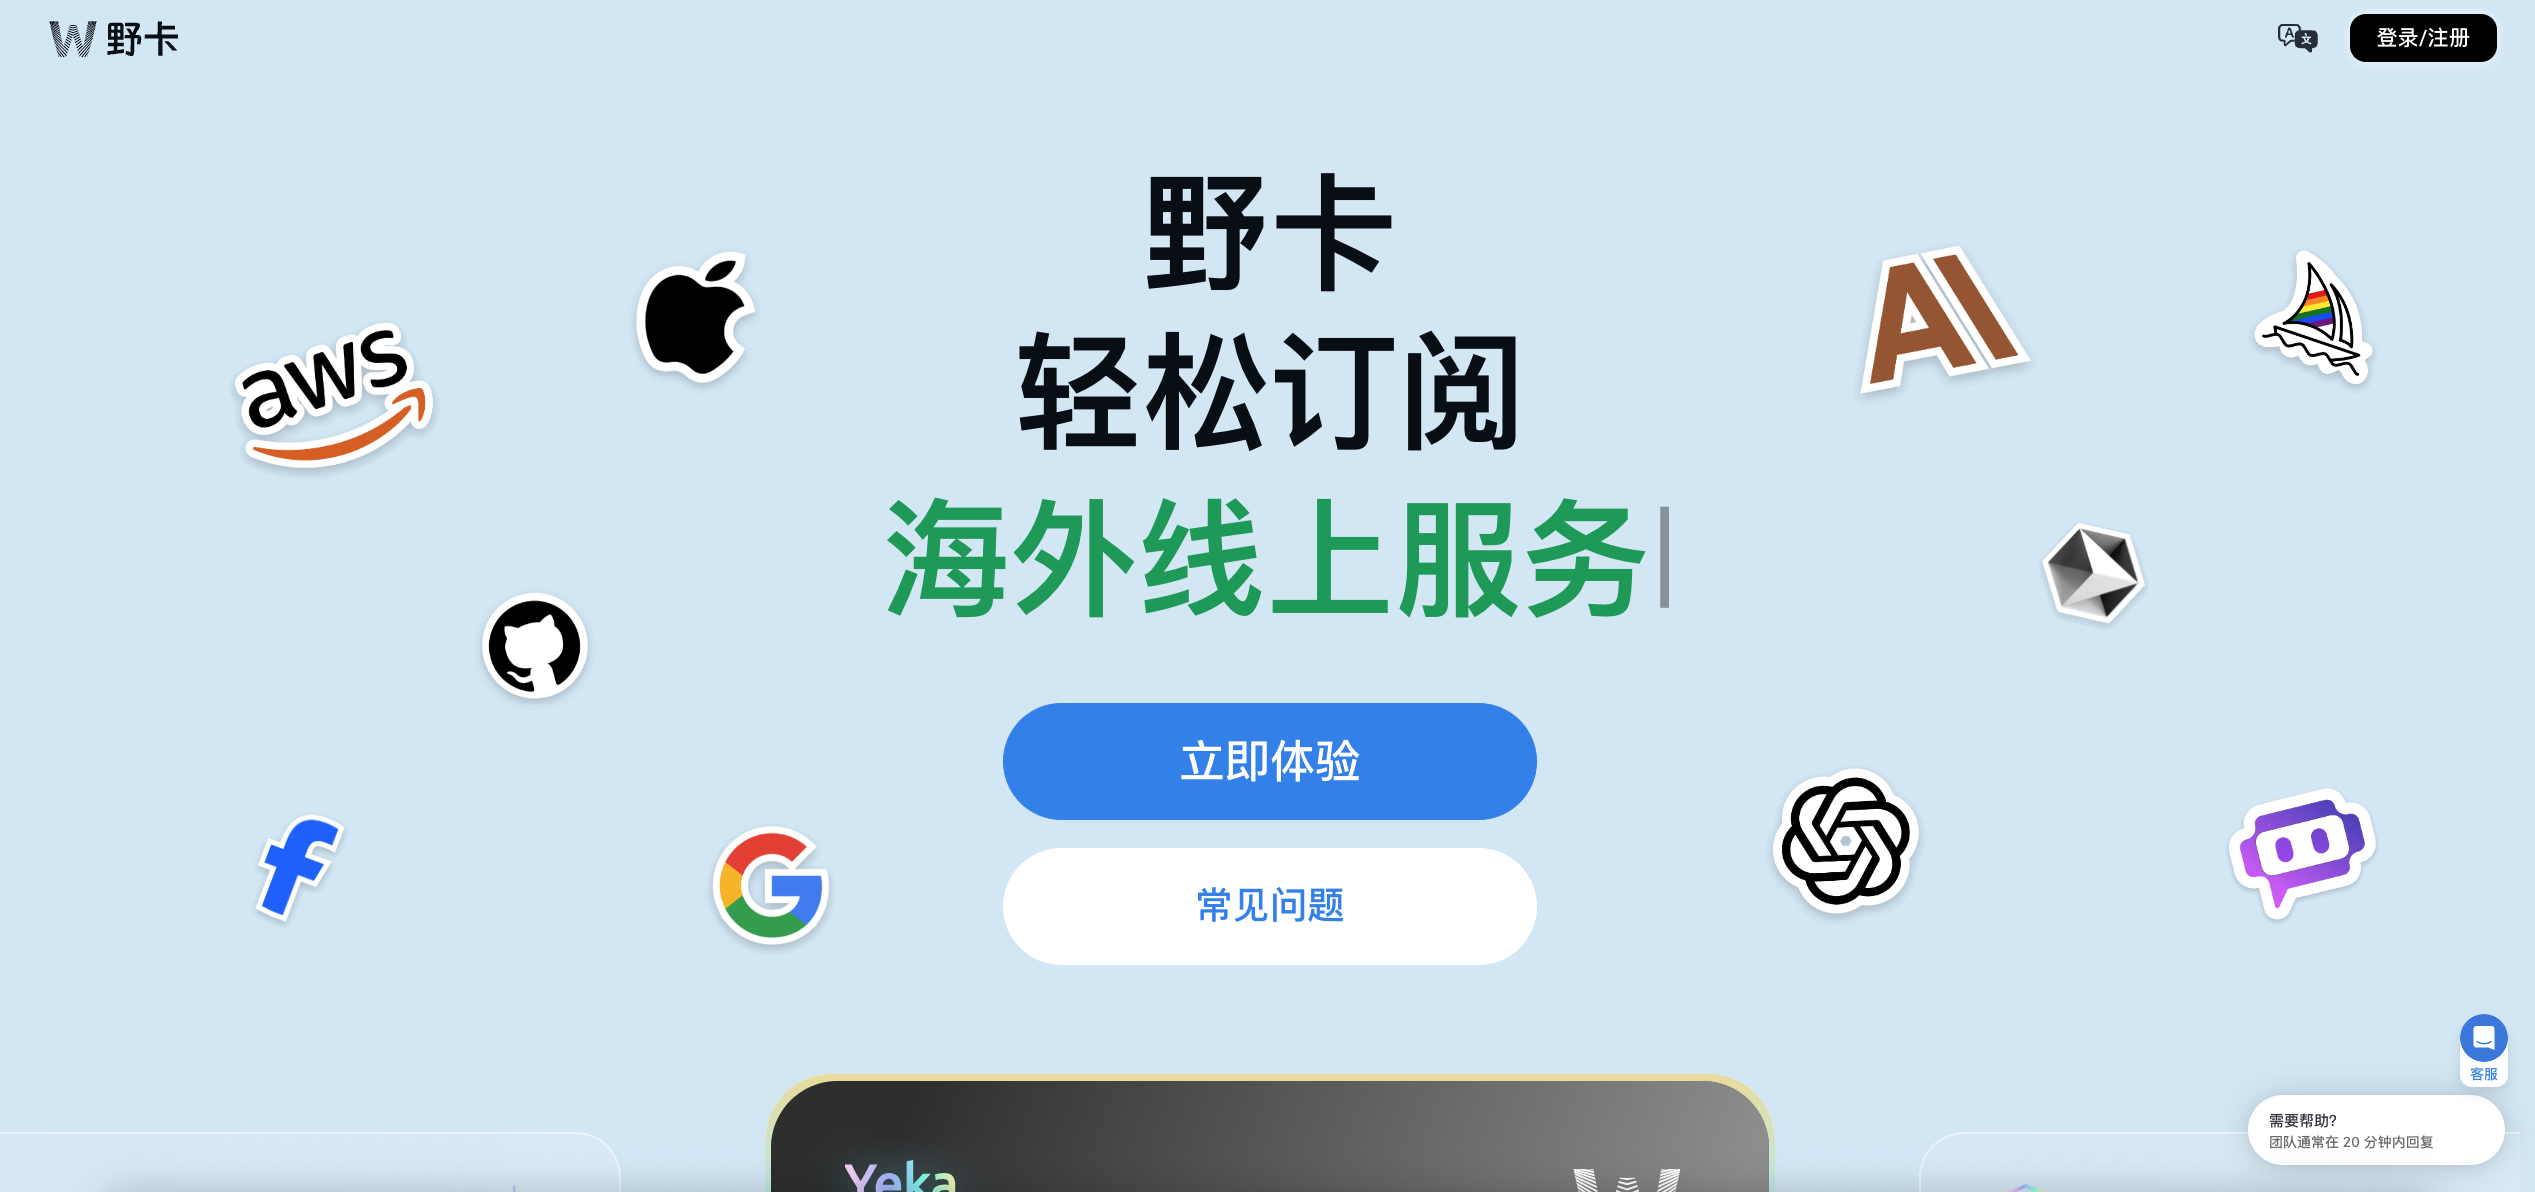 野卡
登录/注册
野卡
轻松订阅
海外线上服务
aws
立即体验
常见问题
客服
需要帮助?
团队通常在 20 分钟内回复
Yeka